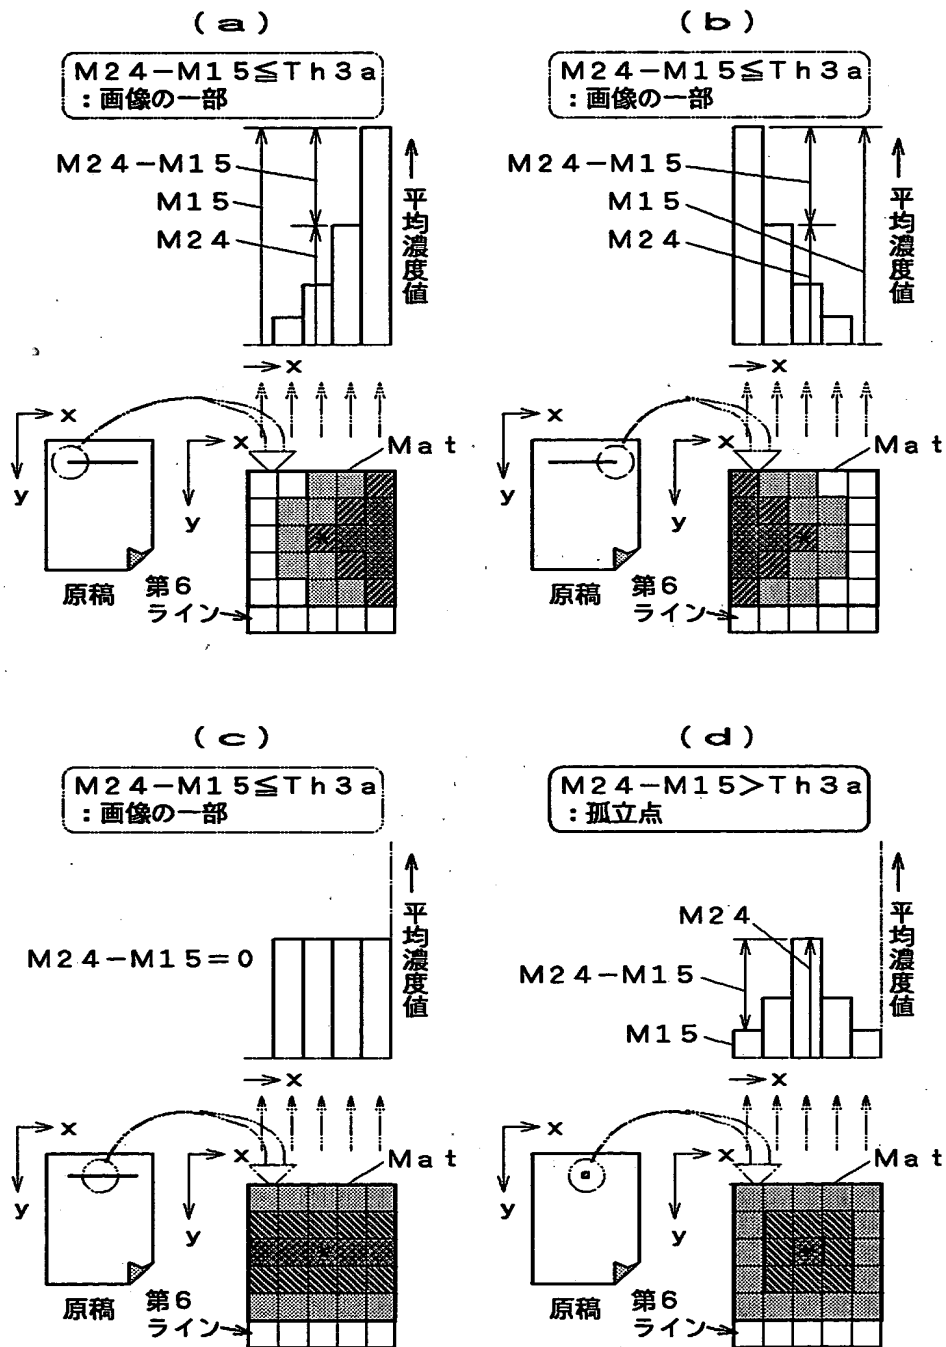 (a)
M24−M15≦Th3a
：画像の一部
M24−M15
M15
M24
平均濃度値
x
x
y
x
y
Mat
原稿
第6
ライン
(b)
M24−M15≦Th3a
：画像の一部
M24−M15
M15
M24
平均濃度値
x
x
y
x
y
Mat
原稿
第6
ライン
(c)
M24−M15≦Th3a
：画像の一部
M24−M15＝0
平均濃度値
x
x
y
x
y
Mat
原稿
第6
ライン
(d)
M24−M15＞Th3a
：孤立点
M24
M24−M15
M15
平均濃度値
x
x
y
x
y
Mat
原稿
第6
ライン